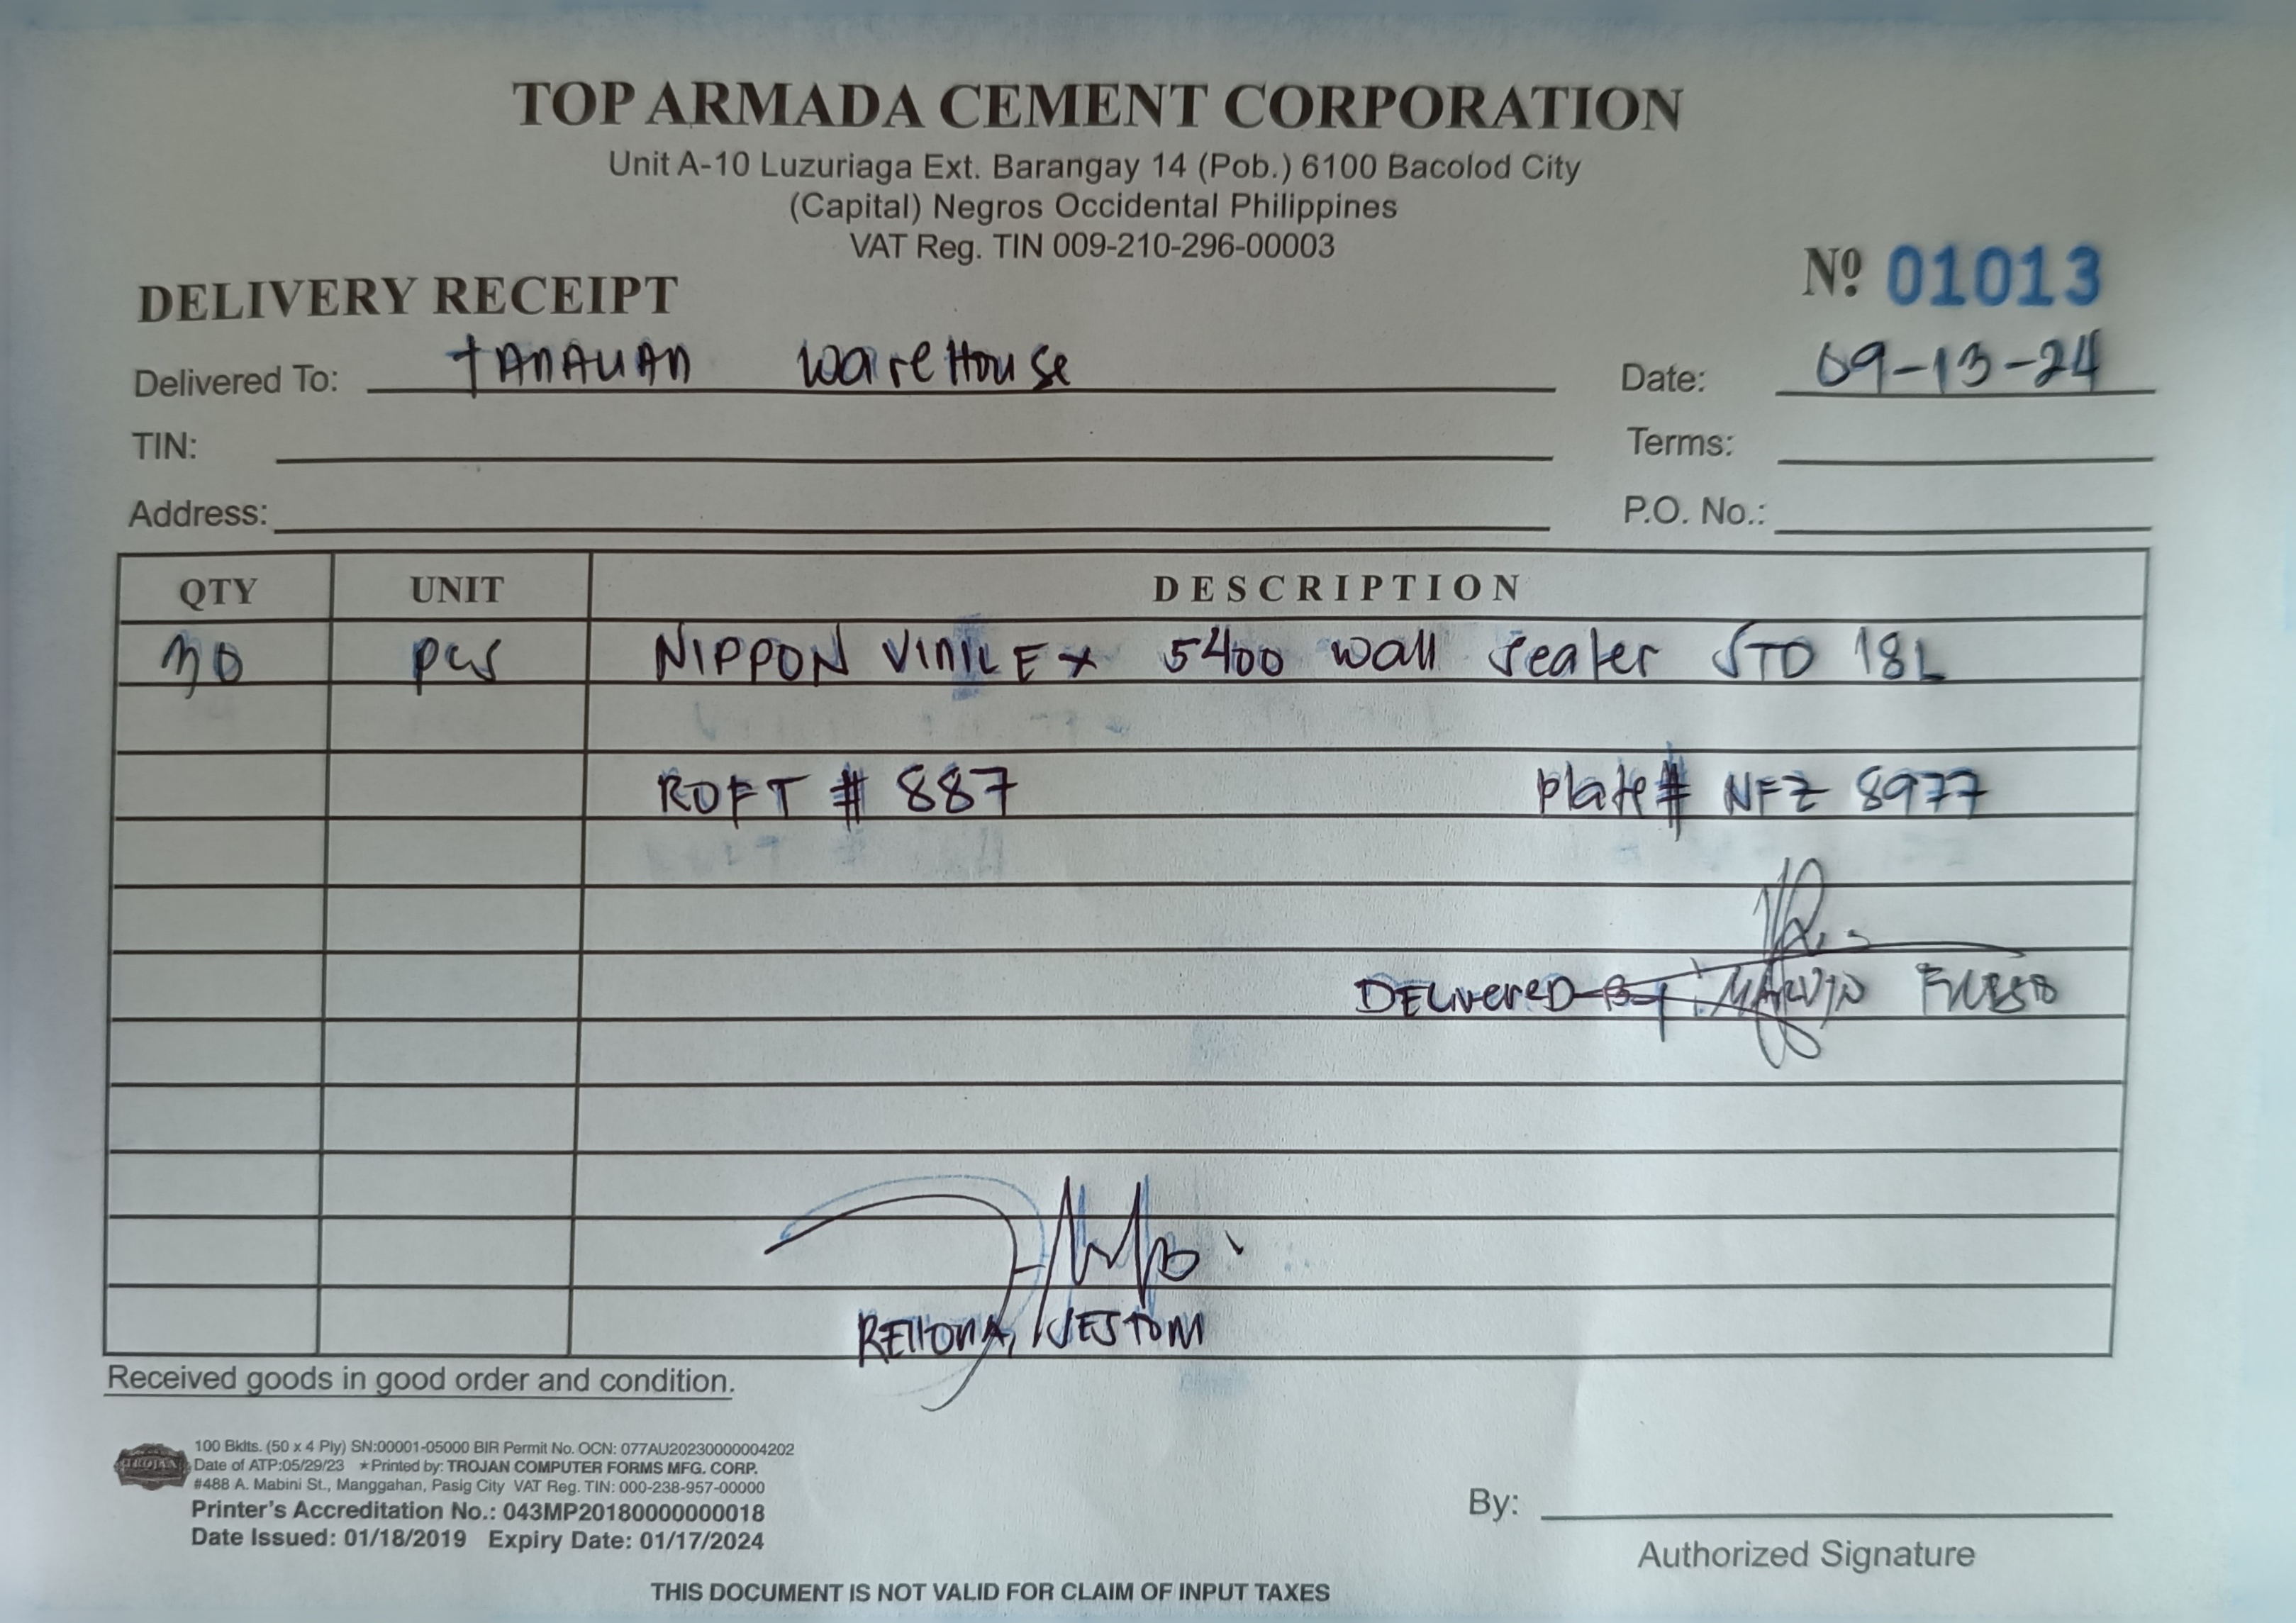 TOP ARMADA CEMENT CORPORATION
Unit A-10 Luzuriaga Ext. Barangay 14 (Pob.) 6100 Bacolod City
(Capital) Negros Occidental Philippines
VAT Reg. TIN 009-210-296-00003
DELIVERY RECEIPT Nº 01013
Delivered To: TANAUAN WareHouse Date: 09-13-24
TIN: Terms:
Address: P.O. No.:
QTY UNIT DESCRIPTION
30 pcs NIPPON VINILEX 5400 wall sealer STD 18L
ROFT # 887 Plate# NFZ 8977
DELIVereD By: MARVIN
JESTOM
Received goods in good order and condition.
TROJAN
100 Bklts. (50 x 4 Ply) SN:00001-05000 BIR Permit No. OCN: 077AU20230000004202
Date of ATP:05/29/23 ★Printed by: TROJAN COMPUTER FORMS MFG. CORP.
#488 A. Mabini St., Manggahan, Pasig City VAT Reg. TIN: 000-238-957-00000
Printer's Accreditation No.: 043MP20180000000018
Date Issued: 01/18/2019 Expiry Date: 01/17/2024
By:
Authorized Signature
THIS DOCUMENT IS NOT VALID FOR CLAIM OF INPUT TAXES